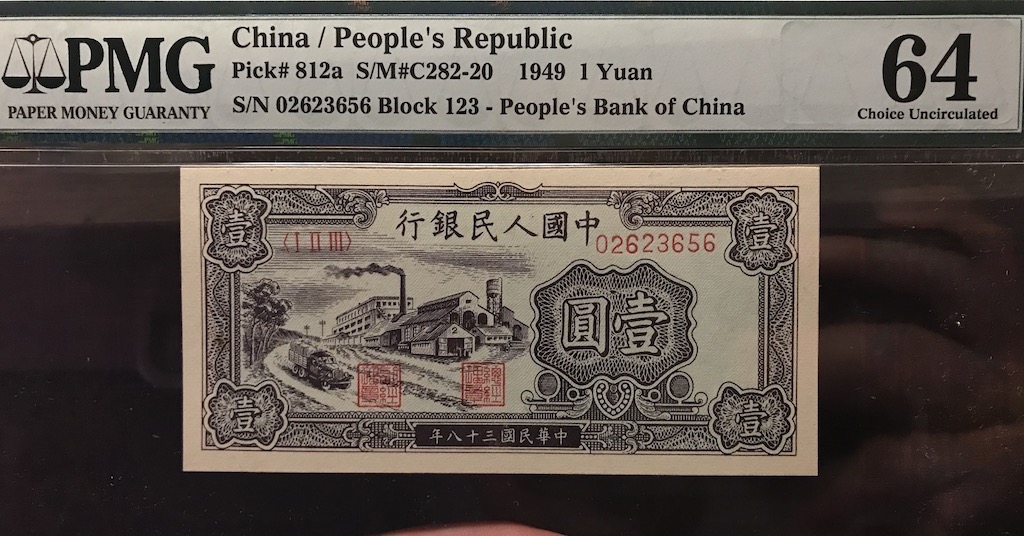 PMG
PAPER MONEY GUARANTY
China / People's Republic
Pick# 812a S/M#C282-20 1949 1 Yuan
S/N 02623656 Block 123 - People's Bank of China
64
Choice Uncirculated
行銀民人國中
壹
壹
〈I II III〉
02623656
圓壹
壹
壹
年八十三國民華中